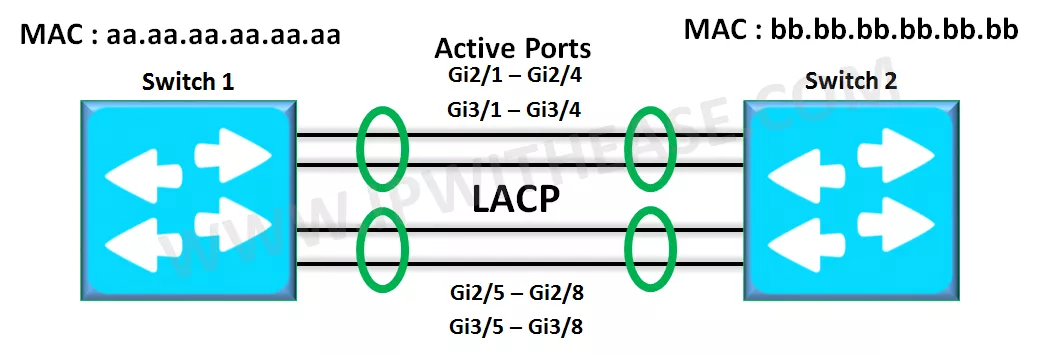 MAC : aa.aa.aa.aa.aa.aa
MAC : bb.bb.bb.bb.bb.bb
Active Ports
Switch 1
Gi2/1 – Gi2/4
Switch 2
Gi3/1 – Gi3/4
LACP
WWW.IPWITHEASE.COM
Gi2/5 – Gi2/8
Gi3/5 – Gi3/8